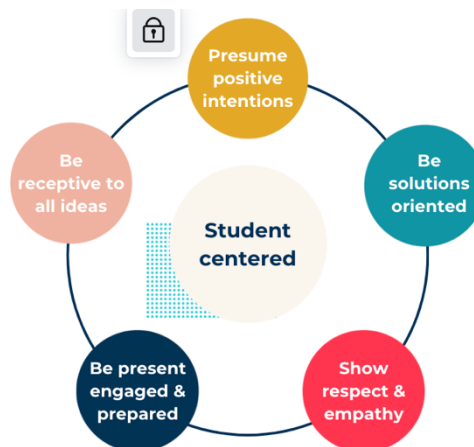 Presume
positive
intentions
Be
receptive to
all ideas
Be
solutions
oriented
Student
centered
Be present
engaged &
prepared
Show
respect &
empathy